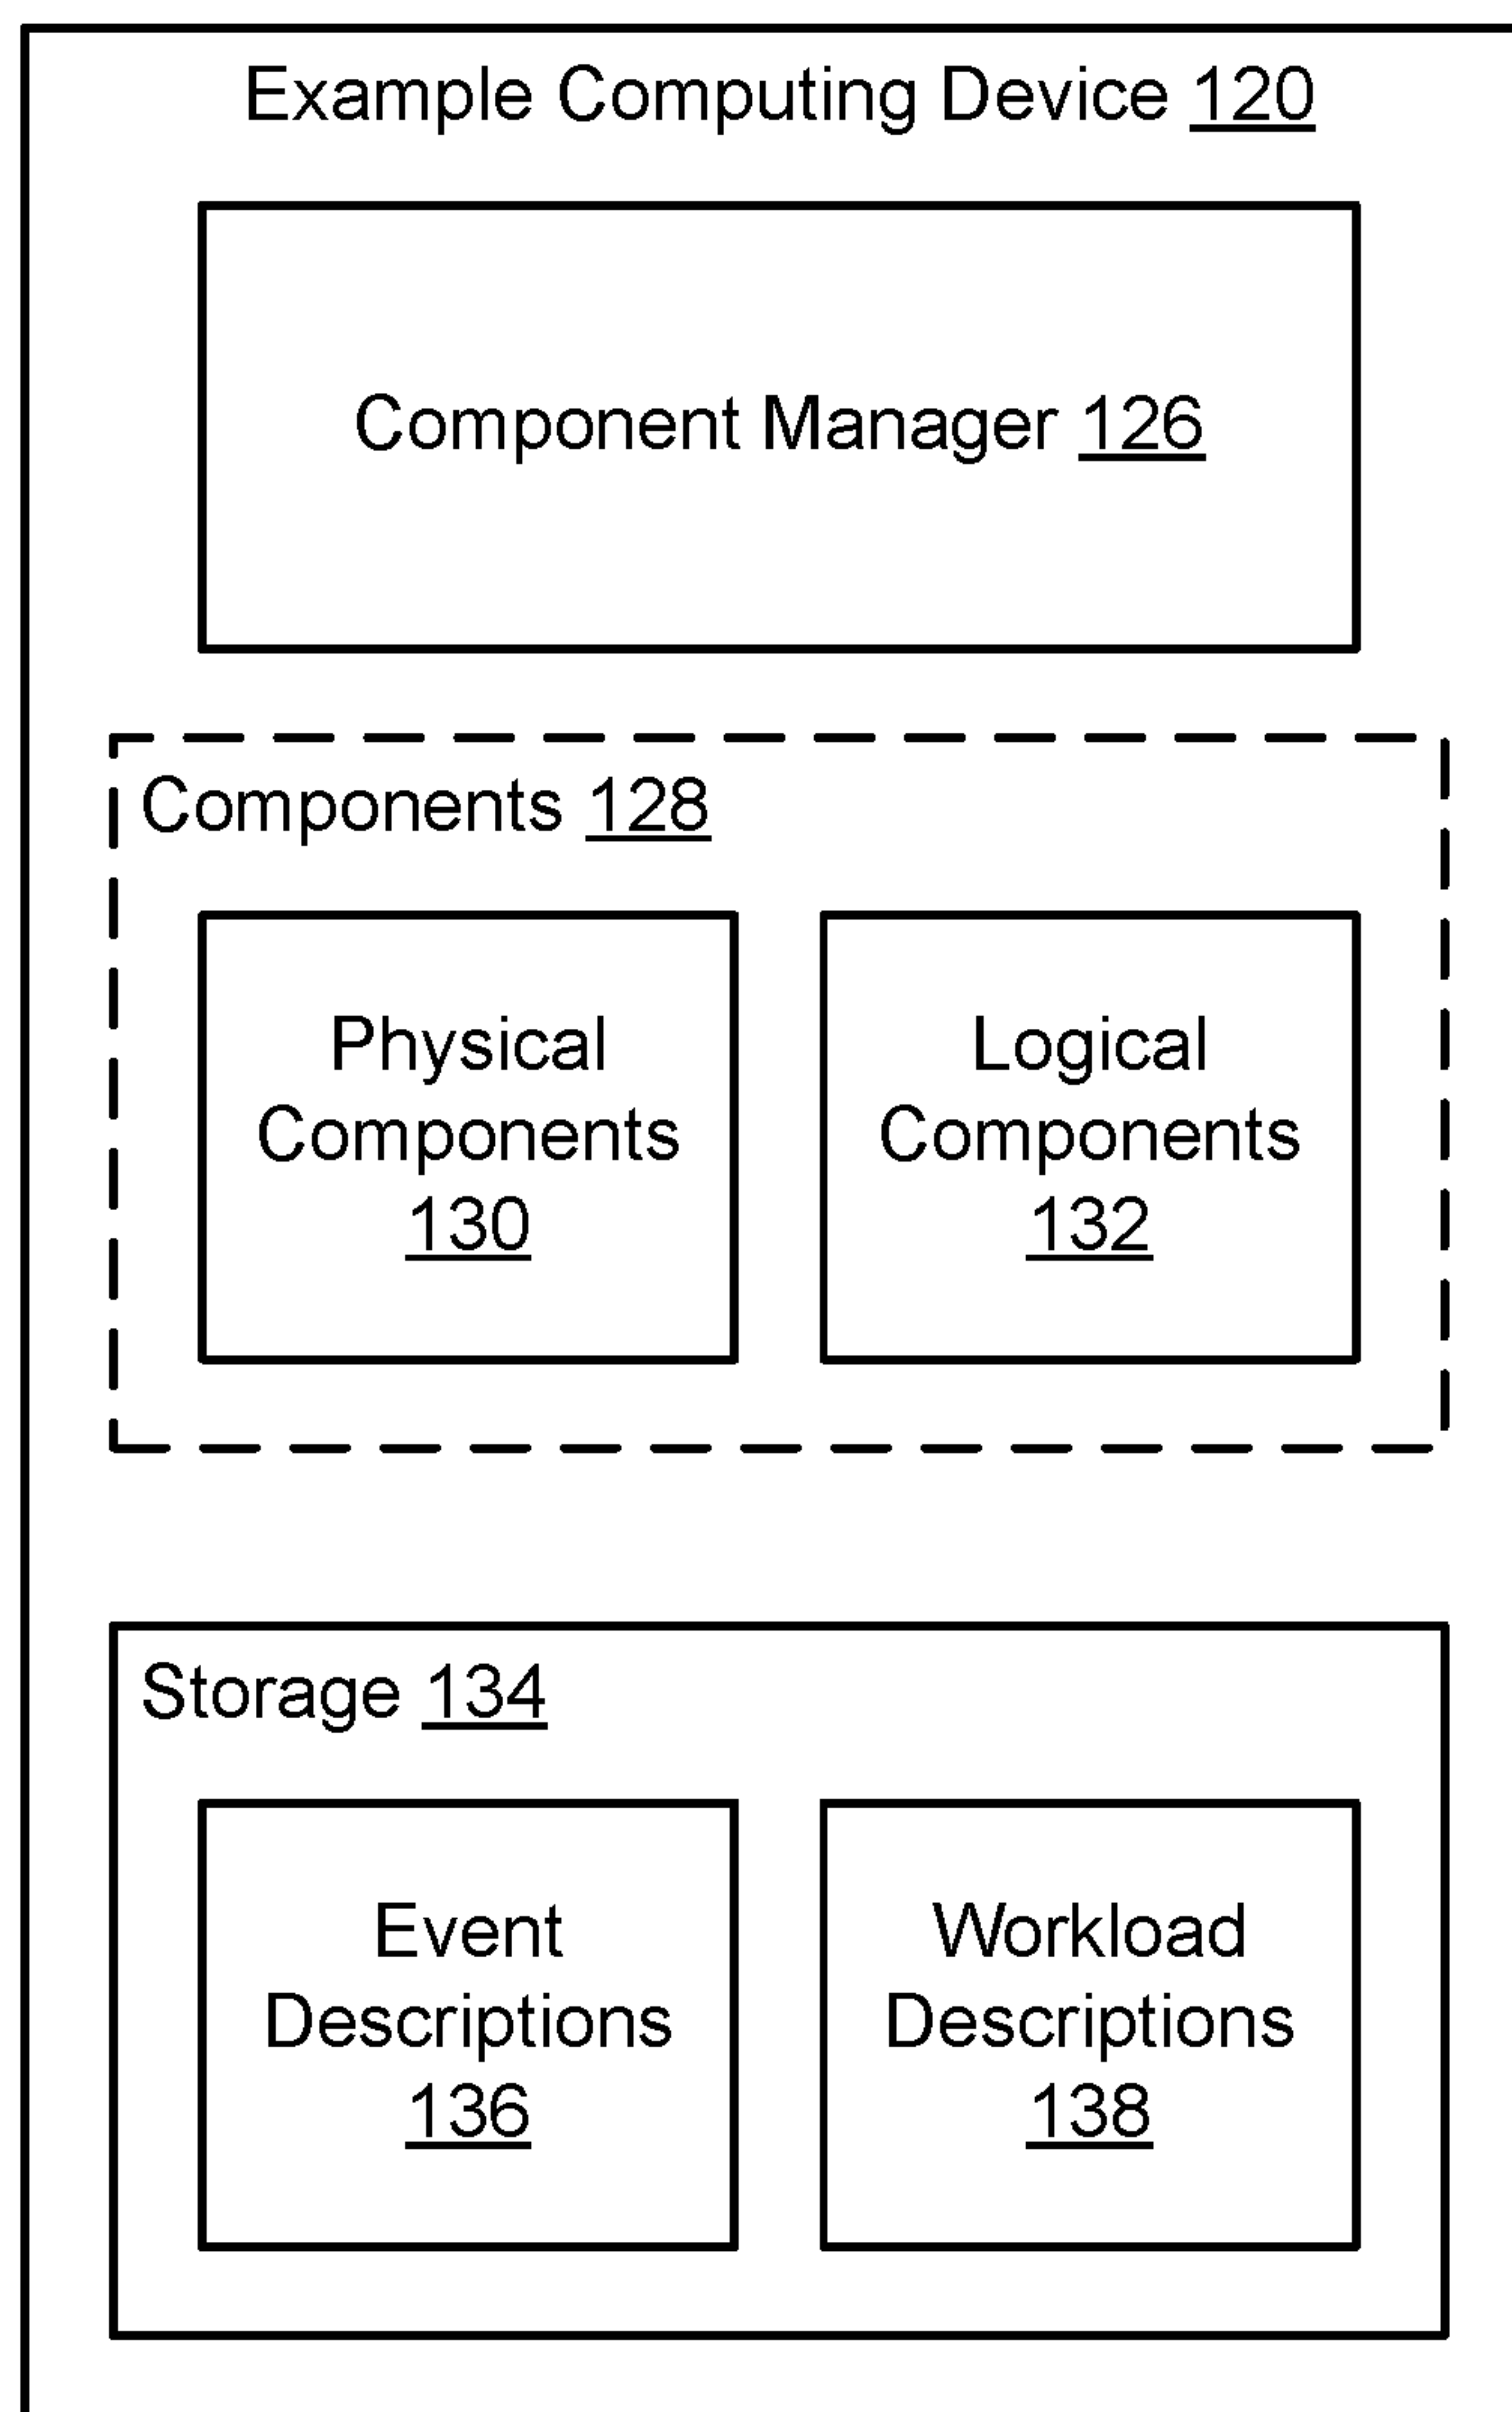 Example Computing Device 120
Component Manager 126
Components 128
Physical
Components
130
Logical
Components
132
Storage 134
Event
Descriptions
136
Workload
Descriptions
138